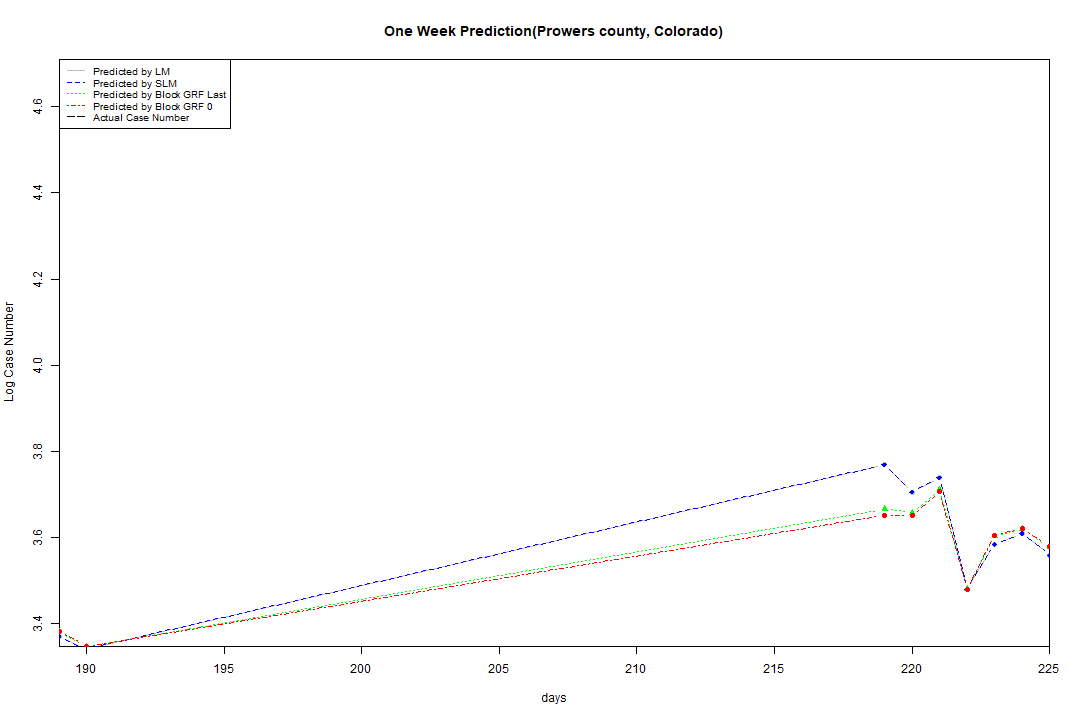 One Week Prediction(Prowers county, Colorado)
Predicted by LM
Predicted by SLM
Predicted by Block GRF Last
Predicted by Block GRF 0
Actual Case Number
4.6
4.4
4.2
4.0
3.8
3.6
3.4
Log Case Number
190 195 200 205 210 215 220 225
days